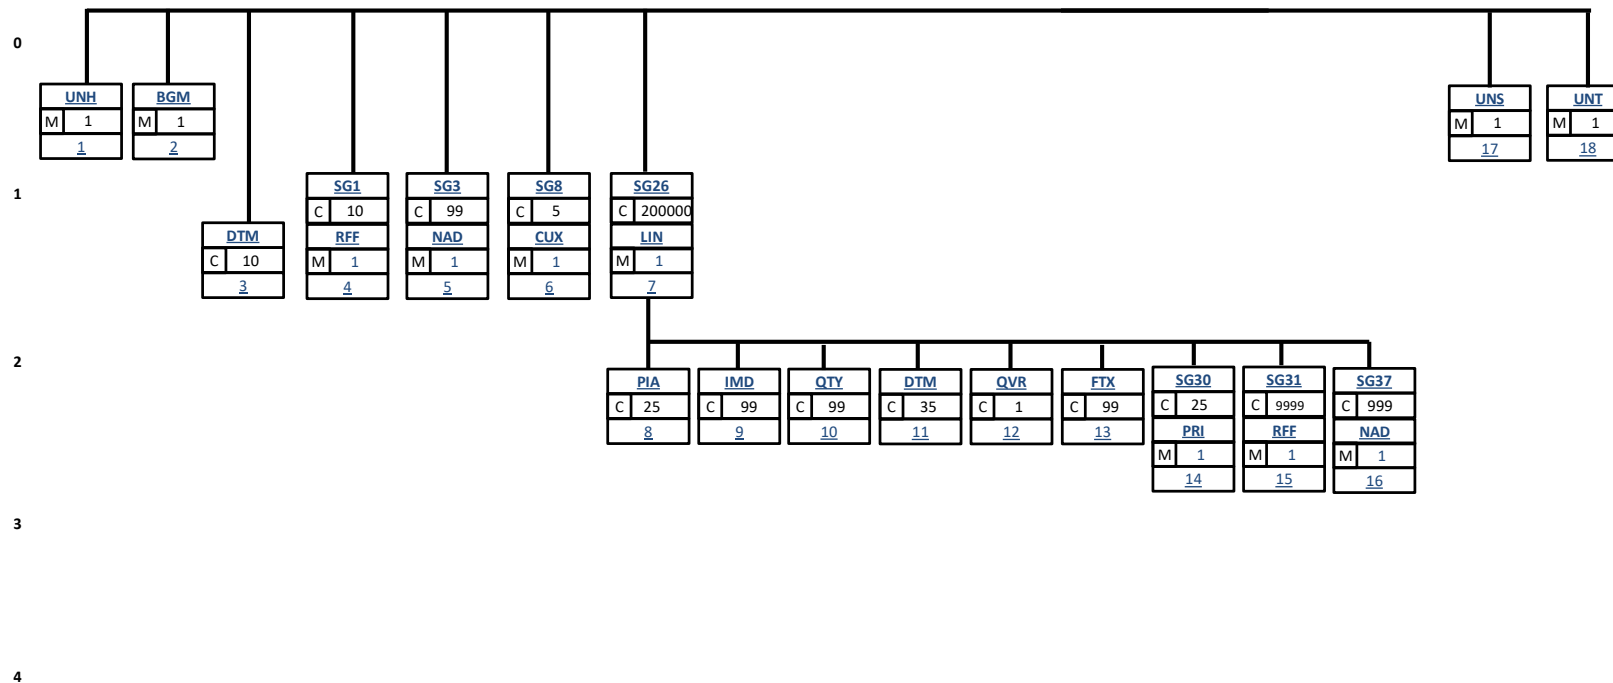 0
UNH BGM UNS UNT
M 1 M 1 M 1 M 1
1 2 17 18
1
SG1 SG3 SG8 SG26
C 10 C 99 C 5 C 200000
DTM RFF NAD CUX LIN
C 10 M 1 M 1 M 1 M 1
3 4 5 6 7
2
PIA IMD QTY DTM QVR FTX SG30 SG31 SG37
C 25 C 99 C 99 C 35 C 1 C 99 C 25 C 9999 C 999
8 9 10 11 12 13 PRI RFF NAD
M 1 M 1 M 1
14 15 16
3
4